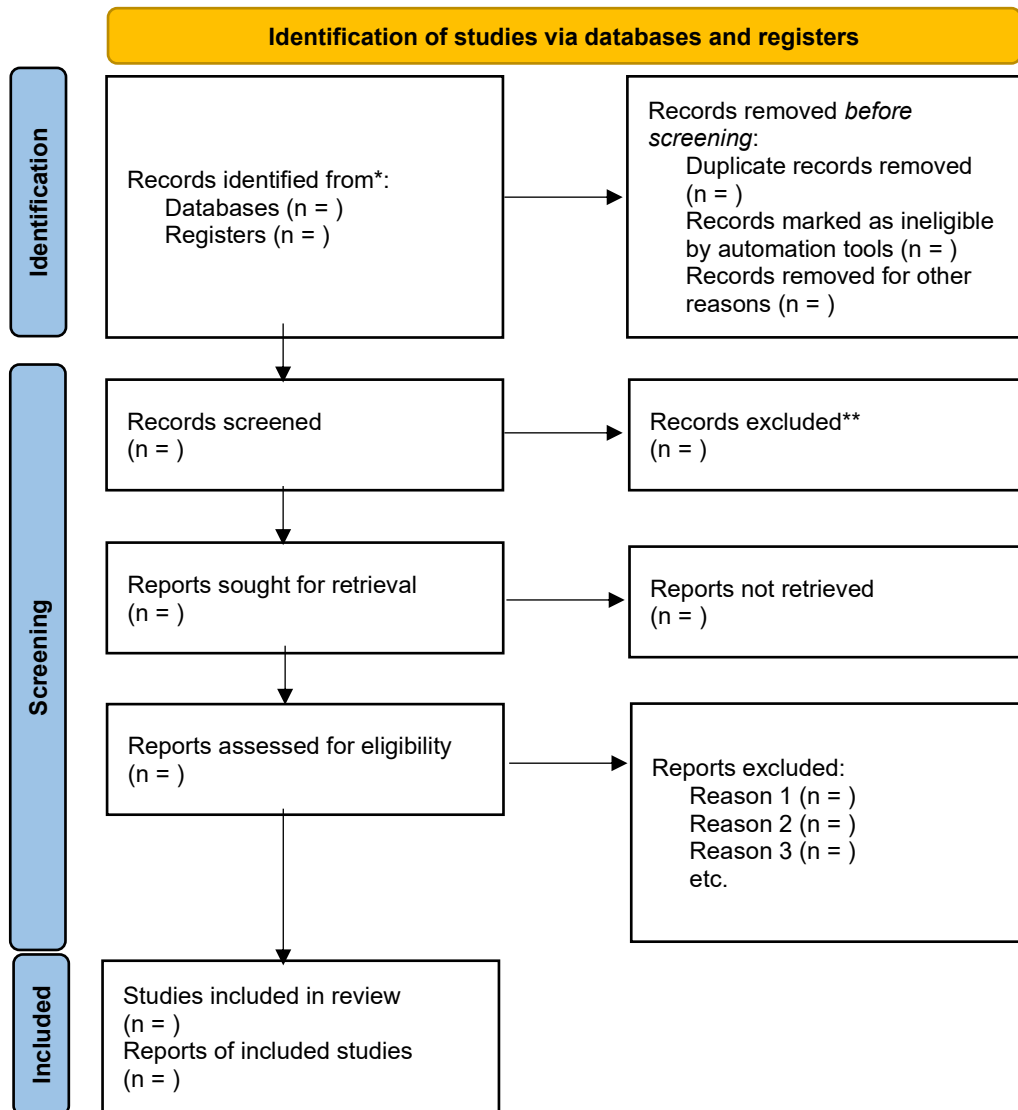 Identification of studies via databases and registers
Identification
Records identified from*:
Databases (n = )
Registers (n = )
Records removed before
screening:
Duplicate records removed
(n = )
Records marked as ineligible
by automation tools (n = )
Records removed for other
reasons (n = )
Screening
Records screened
(n = )
Records excluded**
(n = )
Reports sought for retrieval
(n = )
Reports not retrieved
(n = )
Reports assessed for eligibility
(n = )
Reports excluded:
Reason 1 (n = )
Reason 2 (n = )
Reason 3 (n = )
etc.
Included
Studies included in review
(n = )
Reports of included studies
(n = )